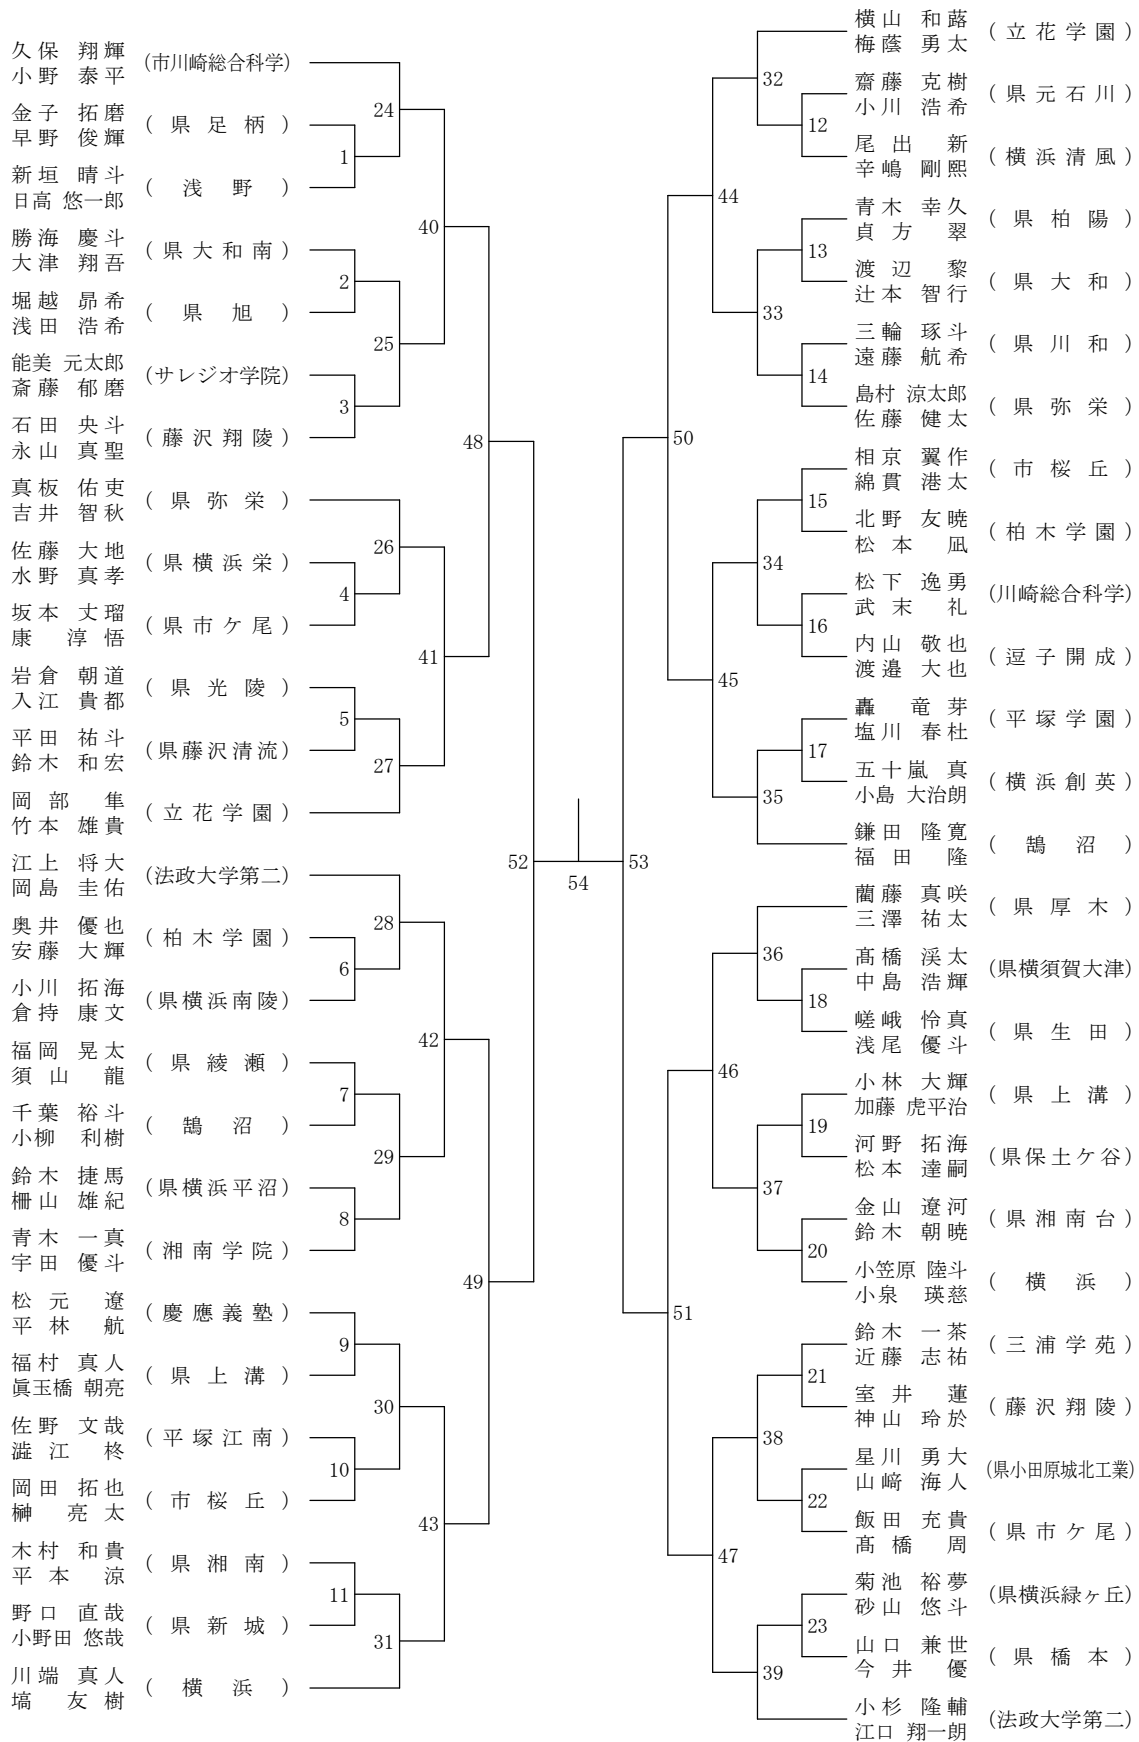 久保 翔輝
小野 泰平
(市川崎総合科学)
金子 拓磨
早野 俊輝
(県足柄)
新垣 晴斗
日高 悠一郎
(浅野)
勝海 慶斗
大津 翔吾
(県大和南)
堀越 昴希
浅田 浩希
(県旭)
能美 元太郎
斎藤 郁磨
(サレジオ学院)
石田 央斗
永山 真聖
(藤沢翔陵)
真板 佑吏
吉井 智秋
(県弥栄)
佐藤 大地
水野 真孝
(県横浜栄)
坂本 丈瑠
康 淳悟
(県市ケ尾)
岩倉 朝道
入江 貴都
(県光陵)
平田 祐斗
鈴木 和宏
(県藤沢清流)
岡部 隼
竹本 雄貴
(立花学園)
江上 将大
岡島 圭佑
(法政大学第二)
奥井 優也
安藤 大輝
(柏木学園)
小川 拓海
倉持 康文
(県横浜南陵)
福岡 晃太
須山 龍
(県綾瀬)
千葉 裕斗
小柳 利樹
(鵠沼)
鈴木 捷馬
柵山 雄紀
(県横浜平沼)
青木 一真
宇田 優斗
(湘南学院)
松元 遼
平林 航
(慶應義塾)
福村 真人
眞玉橋 朝亮
(県上溝)
佐野 文哉
澁江 柊
(平塚江南)
岡田 拓也
榊 亮太
(市桜丘)
木村 和貴
平本 涼
(県湘南)
野口 直哉
小野田 悠哉
(県新城)
川端 真人
塙 友樹
(横浜)
1
2
3
4
5
6
7
8
9
10
11
24
25
26
27
28
29
30
31
40
41
42
43
48
49
52
54
53
50
51
44
45
46
47
32
33
34
35
36
37
38
39
12
13
14
15
16
17
18
19
20
21
22
23
横山 和蕗
梅蔭 勇太
(立花学園)
齋藤 克樹
小川 浩希
(県元石川)
尾出 新
辛嶋 剛熙
(横浜清風)
青木 幸久
貞方 翠
(県柏陽)
渡辺 黎
辻本 智行
(県大和)
三輪 琢斗
遠藤 航希
(県川和)
島村 涼太郎
佐藤 健太
(県弥栄)
相京 翼作
綿貫 港太
(市桜丘)
北野 友暁
松本 凪
(柏木学園)
松下 逸勇
武末 礼
(川崎総合科学)
内山 敬也
渡邉 大也
(逗子開成)
轟 竜芽
塩川 春杜
(平塚学園)
五十嵐 真
小島 大治朗
(横浜創英)
鎌田 隆寛
福田 隆
(鵠沼)
藺藤 真咲
三澤 祐太
(県厚木)
髙橋 渓太
中島 浩輝
(県横須賀大津)
嵯峨 怜真
浅尾 優斗
(県生田)
小林 大輝
加藤 虎平治
(県上溝)
河野 拓海
松本 達嗣
(県保土ケ谷)
金山 遼河
鈴木 朝暁
(県湘南台)
小笠原 陸斗
小泉 瑛慈
(横浜)
鈴木 一茶
近藤 志祐
(三浦学苑)
室井 蓮
神山 玲於
(藤沢翔陵)
星川 勇大
山﨑 海人
(県小田原城北工業)
飯田 充貴
髙橋 周
(県市ケ尾)
菊池 裕夢
砂山 悠斗
(県横浜緑ヶ丘)
山口 兼世
今井 優
(県橋本)
小杉 隆輔
江口 翔一朗
(法政大学第二)